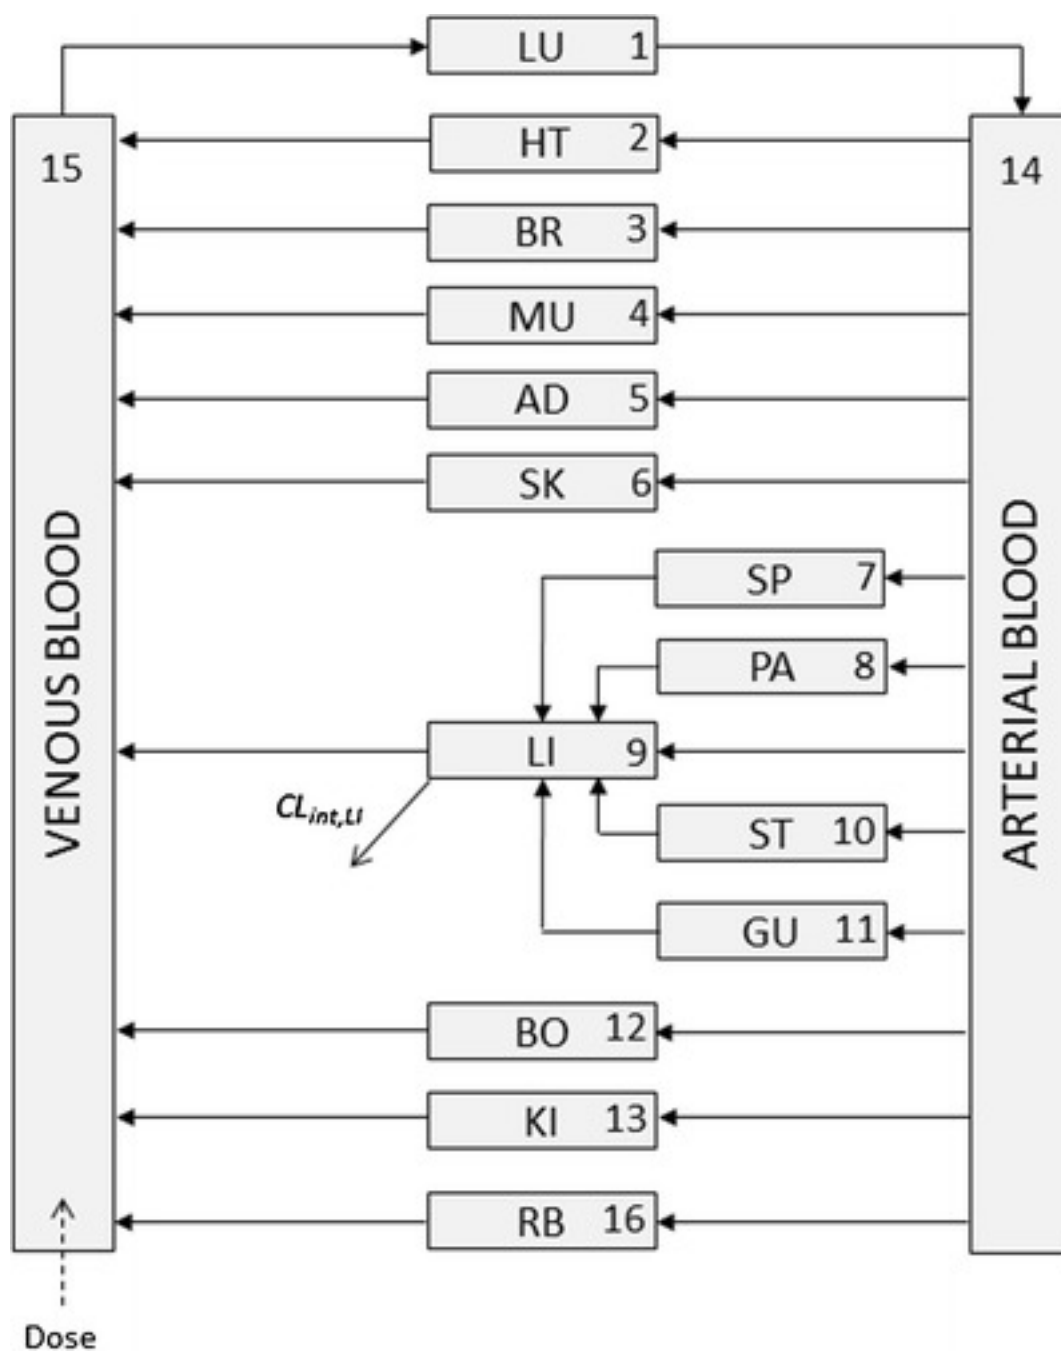 LU 1
15
HT 2
14
BR 3
MU 4
AD 5
SK 6
VENOUS BLOOD
ARTERIAL BLOOD
SP 7
PA 8
LI 9
CLint,LI
ST 10
GU 11
BO 12
KI 13
RB 16
Dose